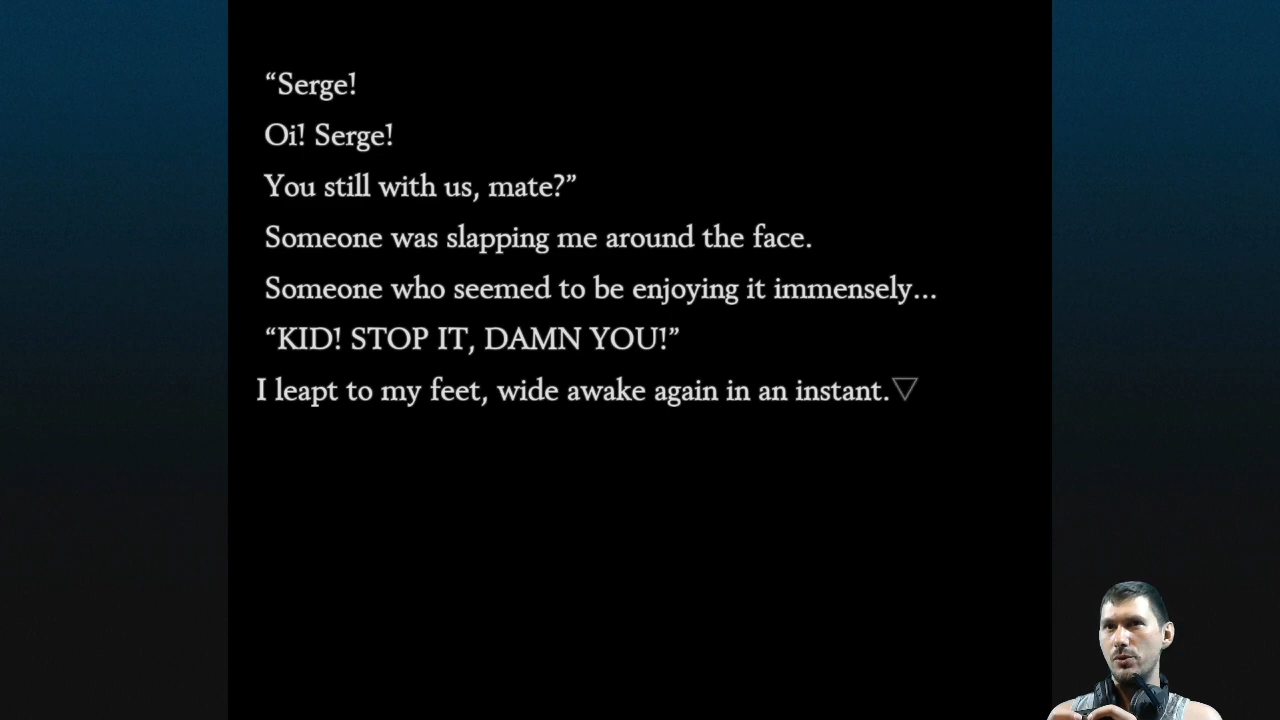 “Serge!
Oi! Serge!
You still with us, mate?”
Someone was slapping me around the face.
Someone who seemed to be enjoying it immensely...
“KID! STOP IT, DAMN YOU!”
I leapt to my feet, wide awake again in an instant.